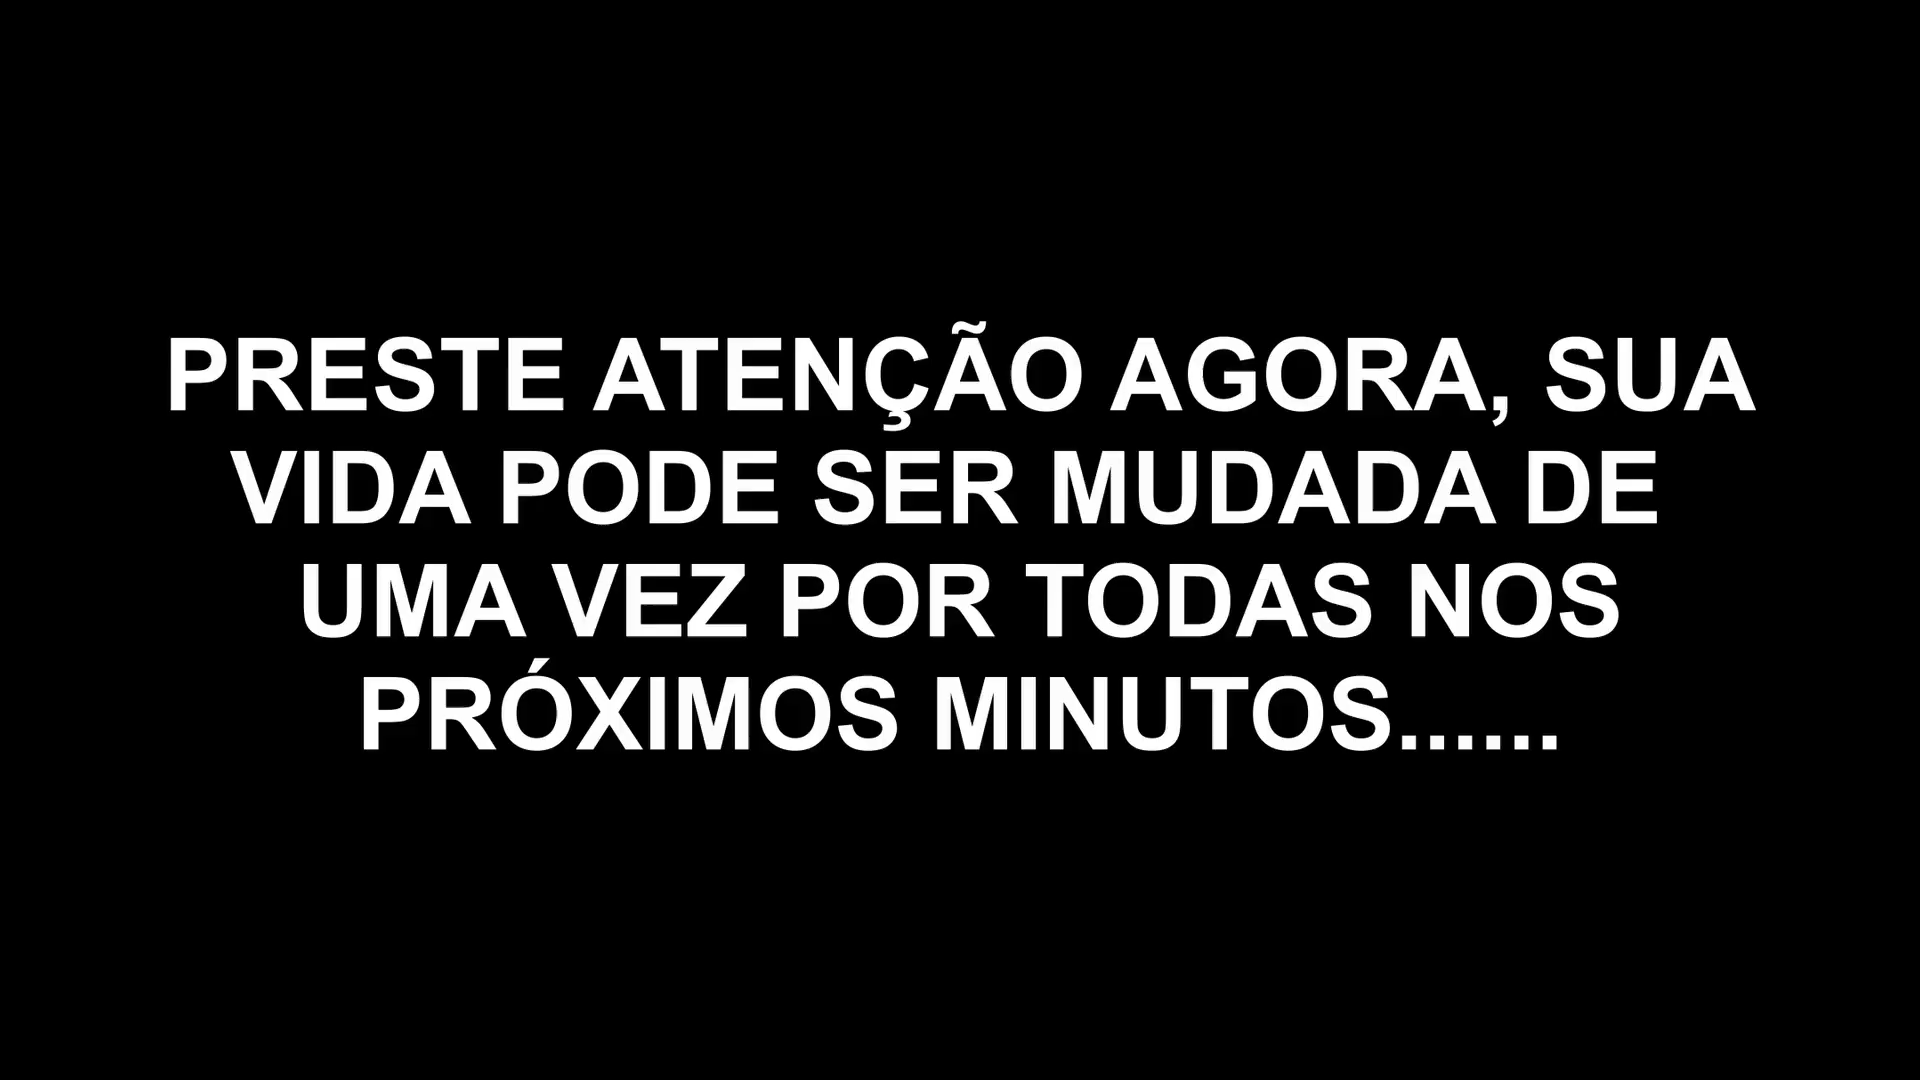 PRESTE ATENÇÃO AGORA, SUA
VIDA PODE SER MUDADA DE
UMA VEZ POR TODAS NOS
PRÓXIMOS MINUTOS......